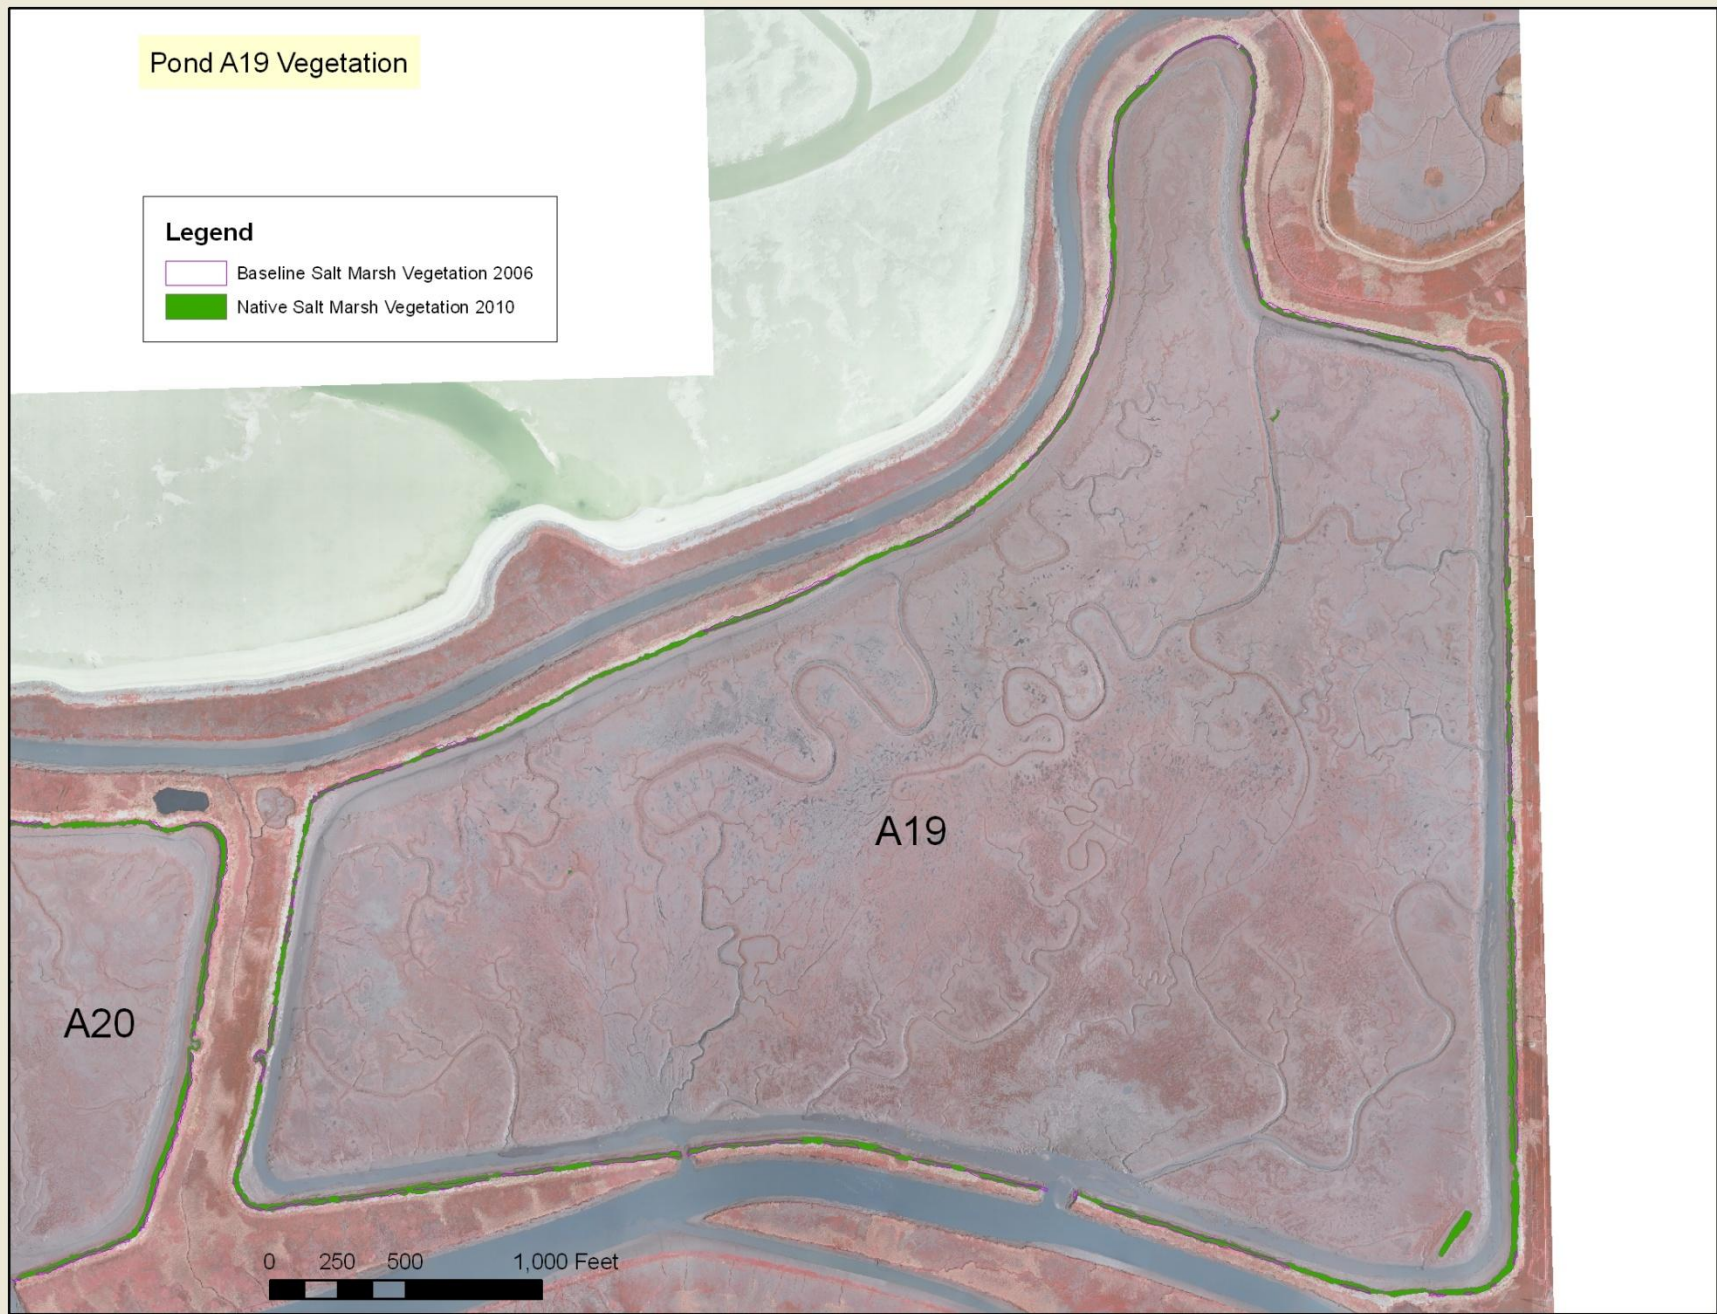 Pond A19 Vegetation
Legend
Baseline Salt Marsh Vegetation 2006
Native Salt Marsh Vegetation 2010
A19
A20
0 250 500 1,000 Feet